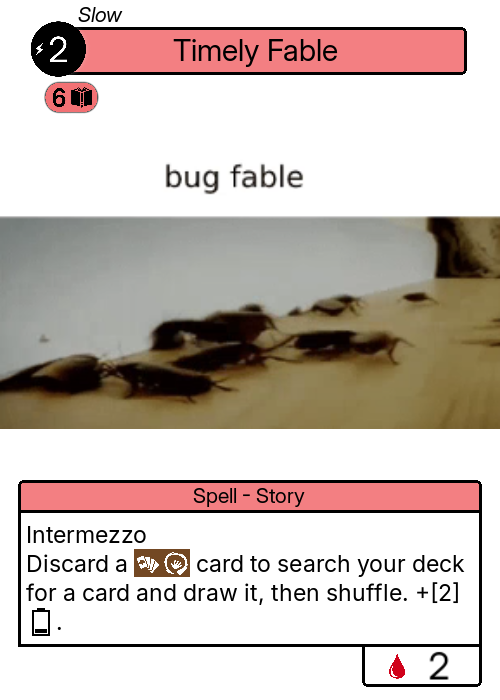 Slow
2
Timely Fable
6
bug fable
Spell - Story
Intermezzo
Discard a card to search your deck
for a card and draw it, then shuffle. +[2]
.
2